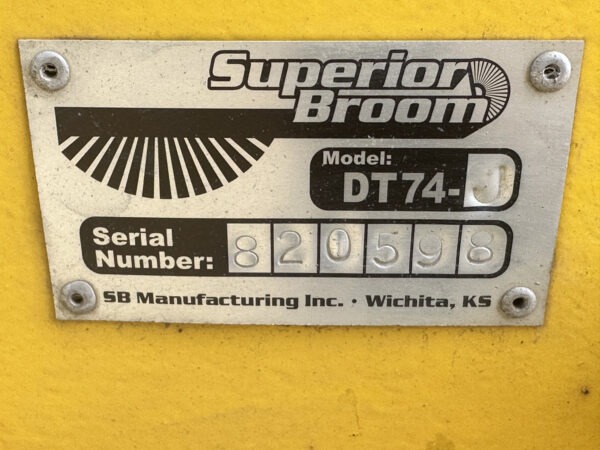 Superior
Broom
Model:
DT74-J
Serial
Number: 820598
SB Manufacturing Inc. • Wichita, KS